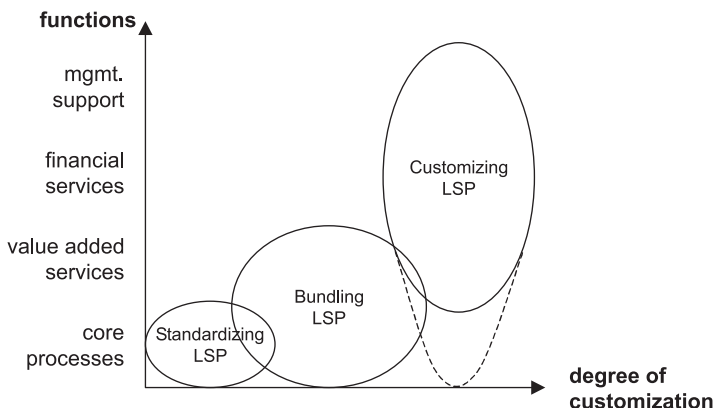 functions
mgmt.
support
financial
services
value added
services
core
processes
Customizing
LSP
Bundling
LSP
Standardizing
LSP
degree of
customization